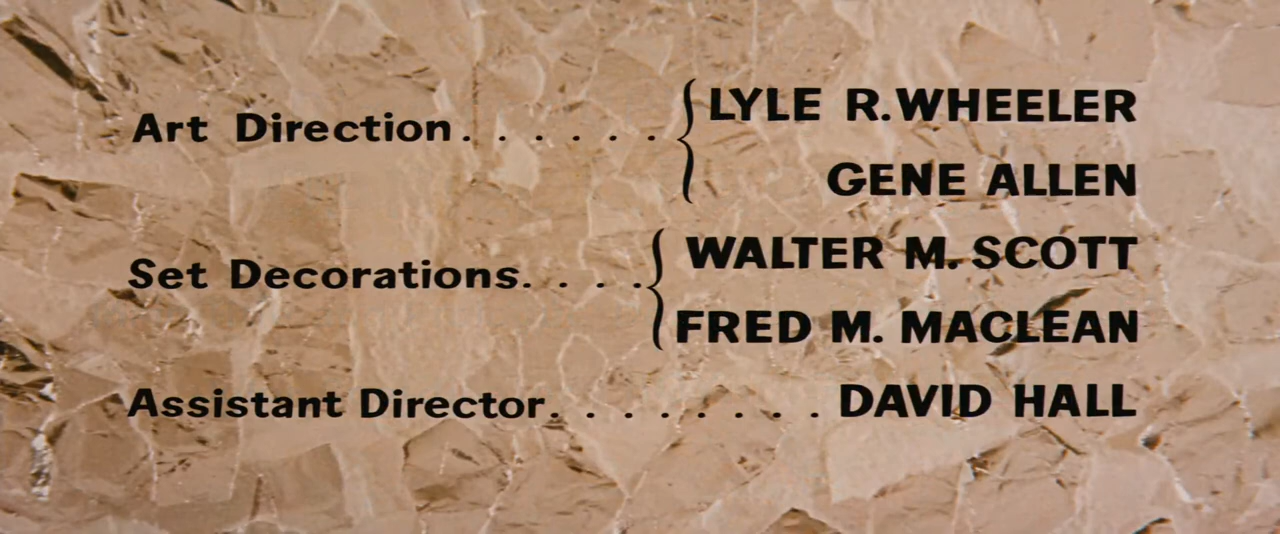 Art Direction . . . . . . { LYLE R. WHEELER
GENE ALLEN
Set Decorations . . . . { WALTER M. SCOTT
FRED M. MACLEAN
Assistant Director . . . . . . . . DAVID HALL